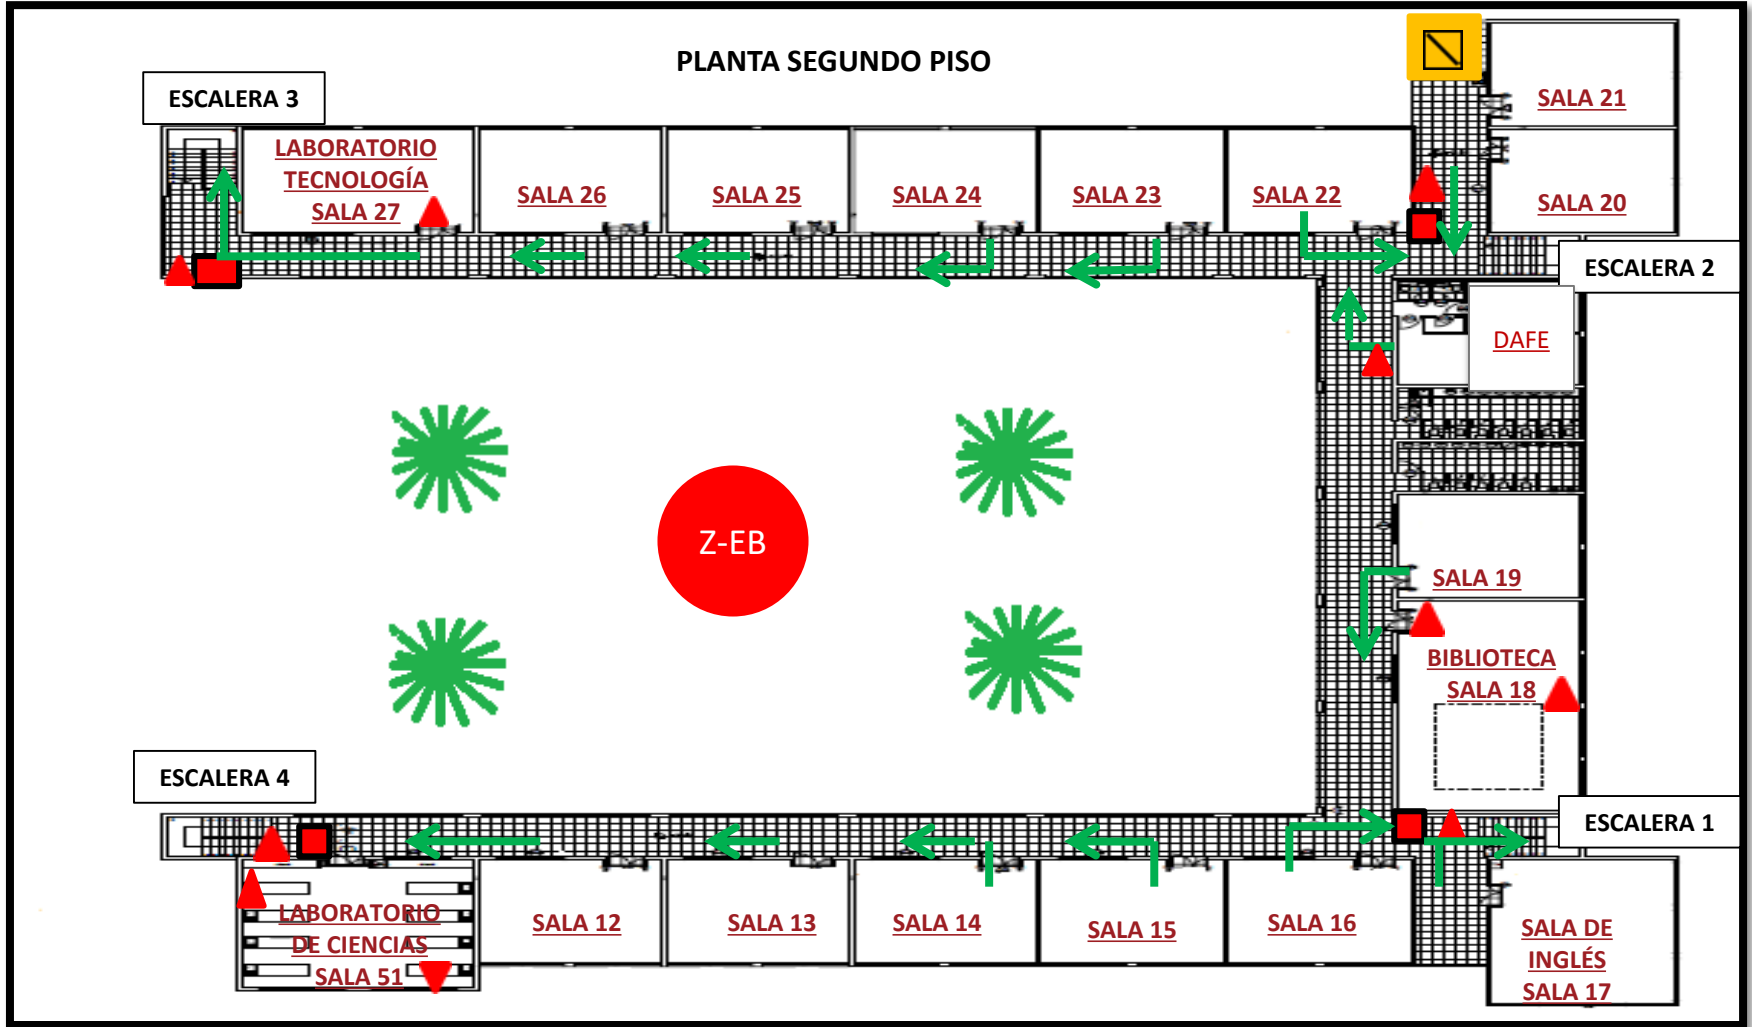 PLANTA SEGUNDO PISO
ESCALERA 3
SALA 21
LABORATORIO
TECNOLOGÍA
SALA 27
SALA 26
SALA 25
SALA 24
SALA 23
SALA 22
SALA 20
ESCALERA 2
DAFE
Z-EB
SALA 19
BIBLIOTECA
SALA 18
ESCALERA 4
ESCALERA 1
LABORATORIO
DE CIENCIAS
SALA 51
SALA 12
SALA 13
SALA 14
SALA 15
SALA 16
SALA DE
INGLÉS
SALA 17